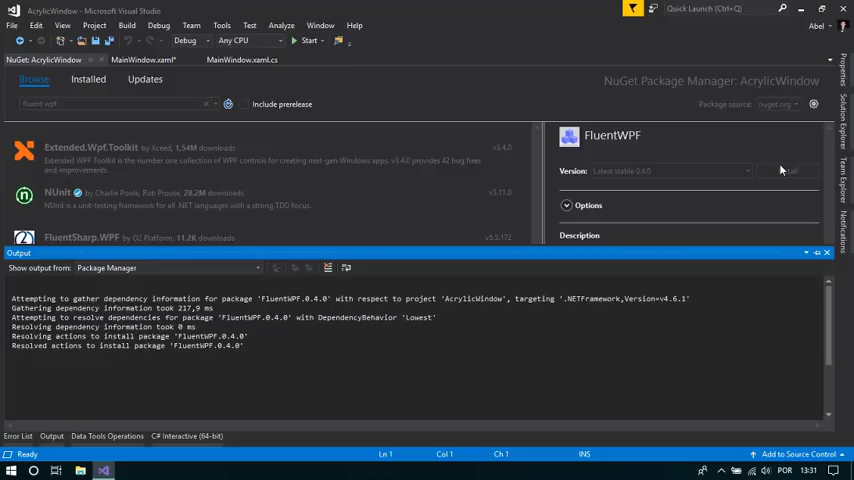 AcrylicWindow - Microsoft Visual Studio
Quick Launch (Ctrl+Q)
File Edit View Project Build Debug Team Tools Test Analyze Window Help
Abel
Debug Any CPU Start
NuGet: AcrylicWindow MainWindow.xaml* MainWindow.xaml.cs
Browse Installed Updates
NuGet Package Manager: AcrylicWindow
fluent wpf
Include prerelease
Package source: nuget.org
Extended.Wpf.Toolkit by Xceed, 1,54M downloads
v3.4.0
Extended WPF Toolkit is the number one collection of WPF controls for creating next-gen Windows apps. v3.4.0 provides 42 bug fixes
and improvements.
NUnit by Charlie Poole, Rob Prouse, 28,2M downloads
v3.11.0
NUnit is a unit-testing framework for all .NET languages with a strong TDD focus.
FluentSharp.WPF by O2 Platform, 11,2K downloads
v5.5.172
FluentWPF
Version: Latest stable 0.4.0
Options
Description
Output
Show output from: Package Manager
Attempting to gather dependency information for package 'FluentWPF.0.4.0' with respect to project 'AcrylicWindow', targeting '.NETFramework,Version=v4.6.1'
Gathering dependency information took 217,9 ms
Attempting to resolve dependencies for package 'FluentWPF.0.4.0' with DependencyBehavior 'Lowest'
Resolving dependency information took 0 ms
Resolving actions to install package 'FluentWPF.0.4.0'
Resolved actions to install package 'FluentWPF.0.4.0'
Properties
Solution Explorer
Team Explorer
Notifications
Error List Output Data Tools Operations C# Interactive (64-bit)
Ready Ln 1 Col 1 Ch 1 INS Add to Source Control
POR 13:31